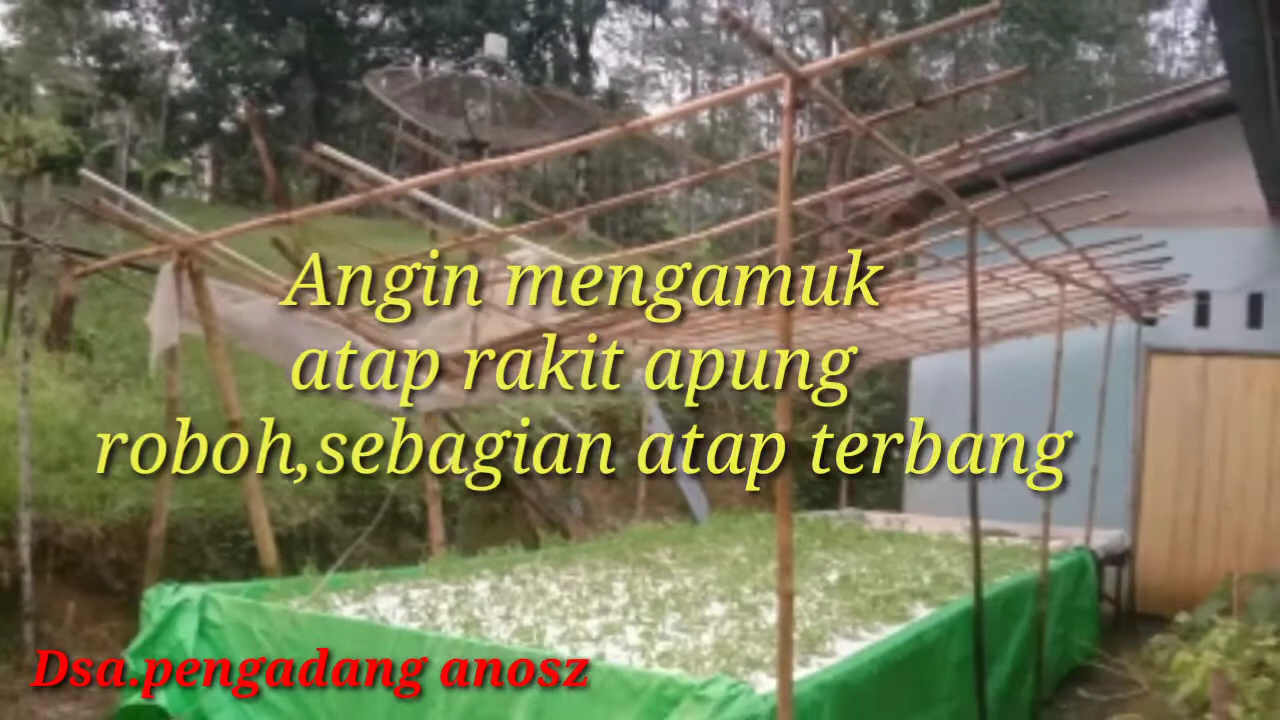 Angin mengamuk
atap rakit apung
roboh,sebagian atap terbang
Dsa.pengadang anosz